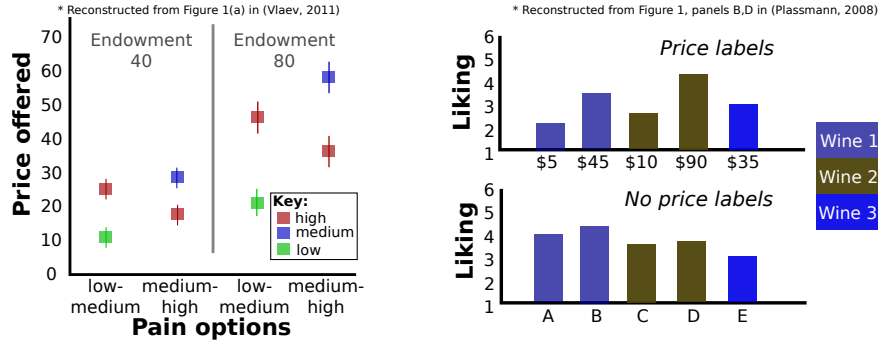 * Reconstructed from Figure 1(a) in (Vlaev, 2011)
70
60
50
40
30
20
10
0
Price offered
Endowment
40
Endowment
80
Key:
high
medium
low
low-
medium
medium-
high
low-
medium
medium-
high
Pain options
* Reconstructed from Figure 1, panels B,D in (Plassmann, 2008)
Price labels
6
5
4
3
2
1
Liking
$5 $45 $10 $90 $35
No price labels
6
5
4
3
2
1
Liking
A B C D E
Wine 1
Wine 2
Wine 3